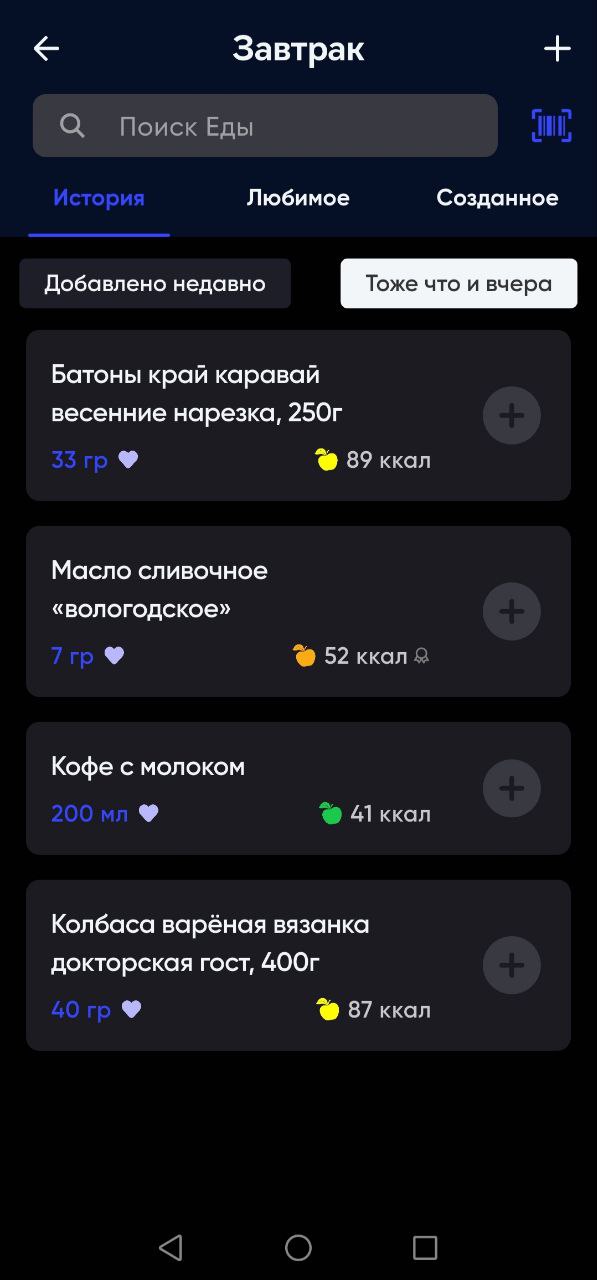 Завтрак
Поиск Еды
История
Любимое
Созданное
Добавлено недавно
Тоже что и вчера
Батоны край каравай
весенние нарезка, 250г
33 гр
89 ккал
Масло сливочное
«вологодское»
7 гр
52 ккал
Кофе с молоком
200 мл
41 ккал
Колбаса варёная вязанка
докторская гост, 400г
40 гр
87 ккал